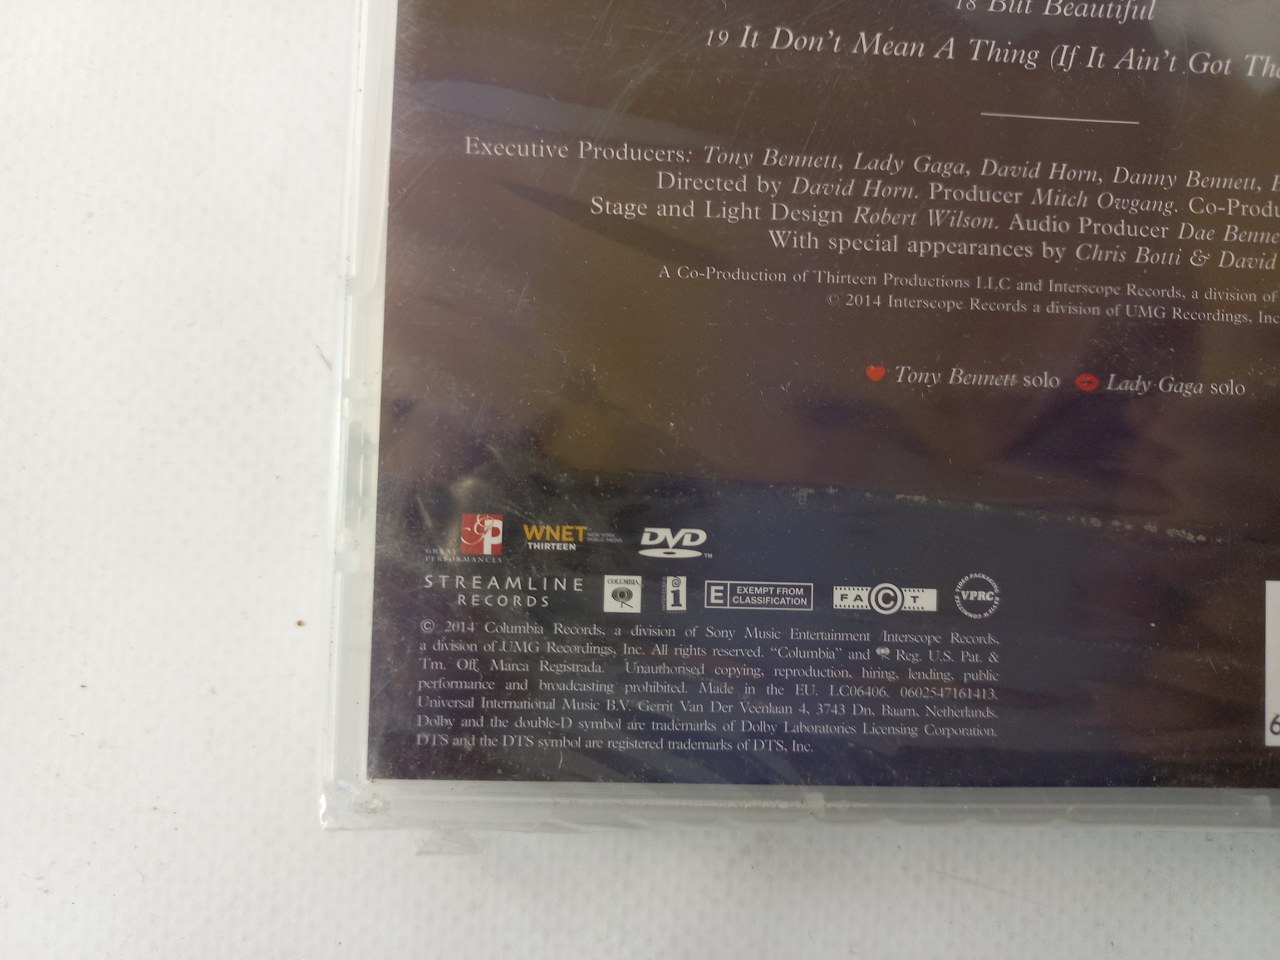 18 But Beautiful
19 It Don't Mean A Thing (If It Ain't Got
Executive Producers: Tony Bennett, Lady Gaga, David Horn, Danny Bennett,
Directed by David Horn. Producer Mitch Owgang.
Stage and Light Design Robert Wilson. Audio Producer Dae
With special appearances by Chris Botti & David
A Co-Production of Thirteen Productions LLC and Interscope Records, a division of
© 2014 Interscope Records a division of UMG Recordings, Inc
Tony Bennett solo Lady Gaga solo
GREAT PERFORMANCES
WNET THIRTEEN
DVD™
STREAMLINE RECORDS
COLUMBIA
i
E EXEMPT FROM CLASSIFICATION
FACT
VPRC
© 2014 Columbia Records, a division of Sony Music Entertainment /Interscope Records,
a division of UMG Recordings, Inc. All rights reserved. "Columbia" and Reg. U.S. Pat. &
Tm. Off. Marca Registrada. Unauthorised copying, reproduction, hiring, lending, public
performance and broadcasting prohibited. Made in the EU. LC06406. 0602547161413.
Universal International Music B.V. Gerrit Van Der Veenlaan 4, 3743 Dn, Baarn, Netherlands.
Dolby and the double-D symbol are trademarks of Dolby Laboratories Licensing Corporation.
DTS and the DTS symbol are registered trademarks of DTS, Inc.
6